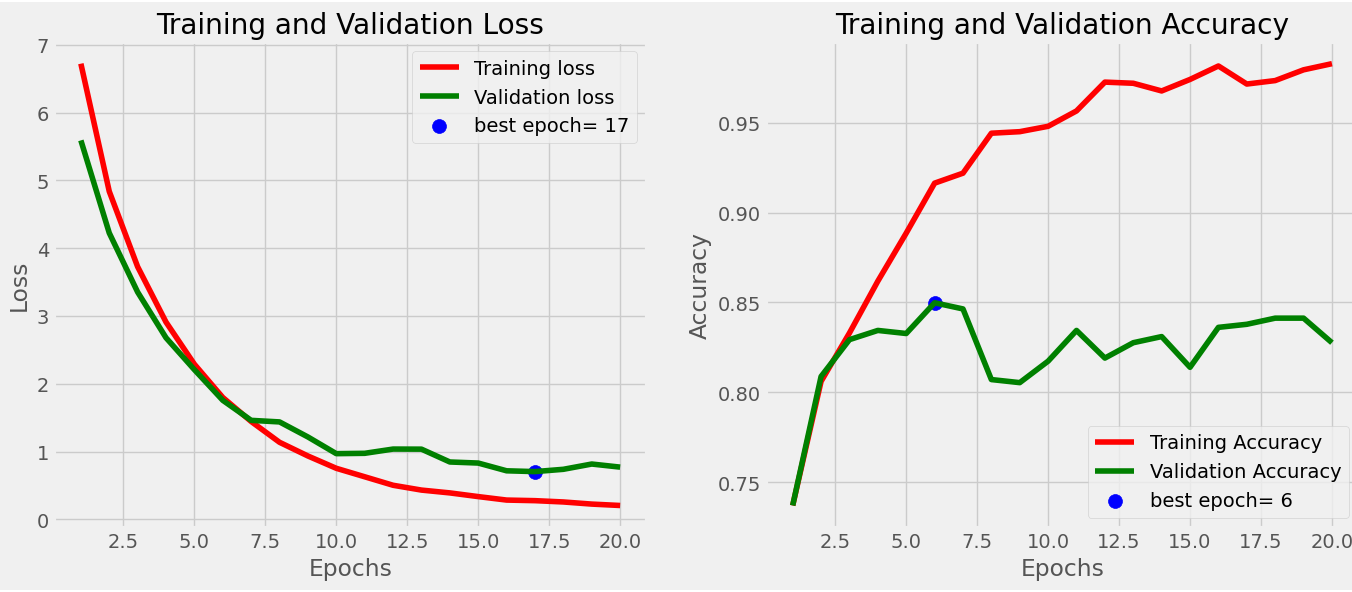 Training and Validation Loss
7
6
5
4
3
2
1
0
Loss
Training loss
Validation loss
best epoch= 17
2.5 5.0 7.5 10.0 12.5 15.0 17.5 20.0
Epochs
Training and Validation Accuracy
0.95
0.90
0.85
0.80
0.75
Accuracy
Training Accuracy
Validation Accuracy
best epoch= 6
2.5 5.0 7.5 10.0 12.5 15.0 17.5 20.0
Epochs